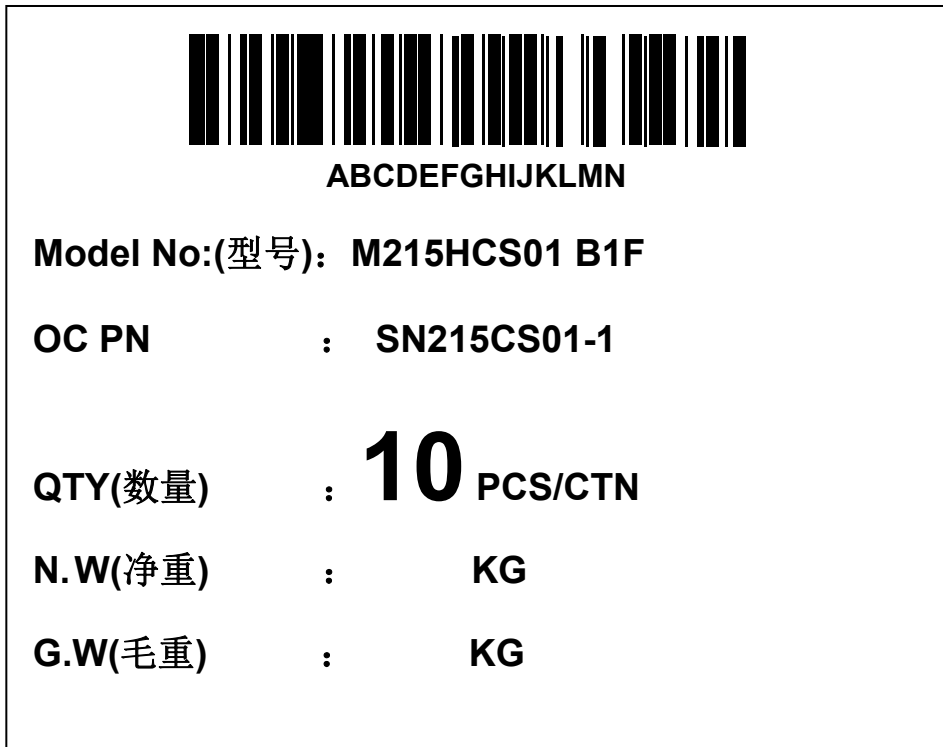 ABCDEFGHIJKLMN
Model No:(型号)：M215HCS01 B1F
OC PN ： SN215CS01-1
QTY(数量) ：10 PCS/CTN
N.W(净重) ： KG
G.W(毛重) ： KG